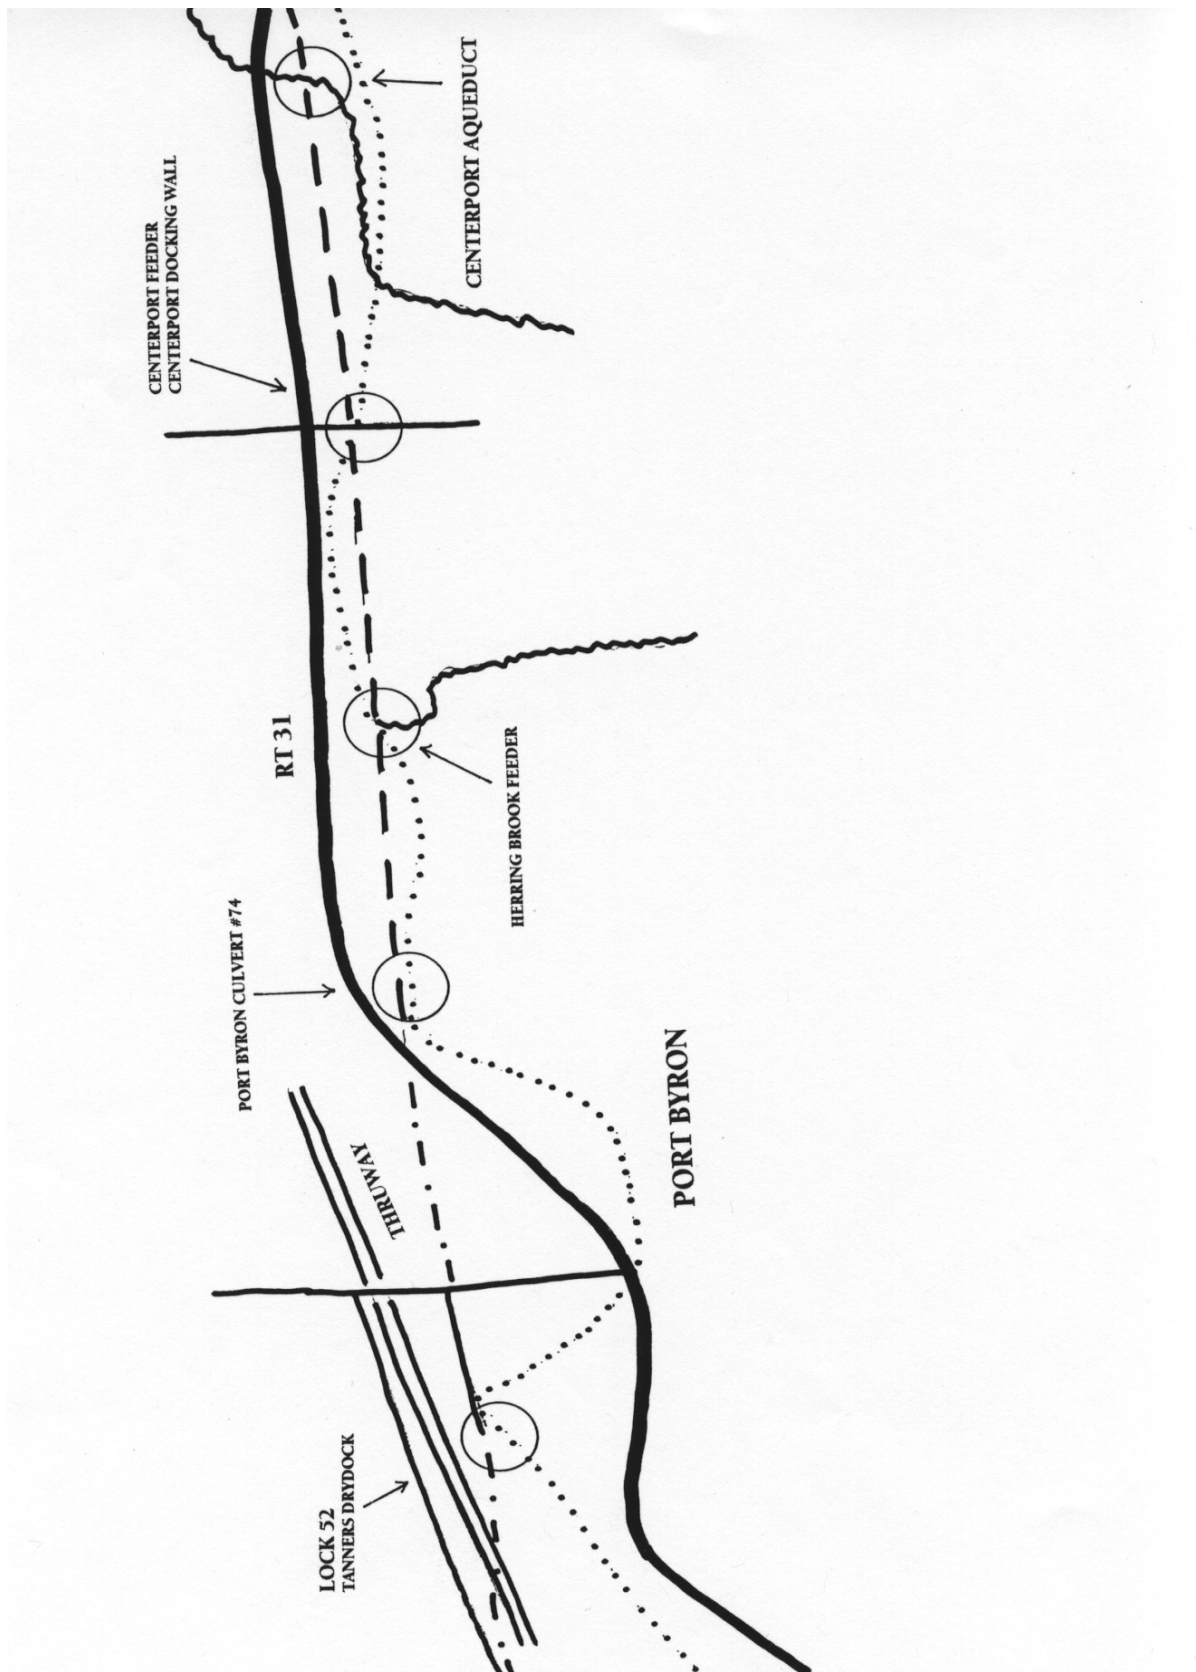 CENTERPORT AQUEDUCT
CENTERPORT FEEDER
CENTERPORT DOCKING WALL
RT 31
HERRING BROOK FEEDER
PORT BYRON CULVERT #74
PORT BYRON
THRUWAY
LOCK 52
TANNERS DRYDOCK